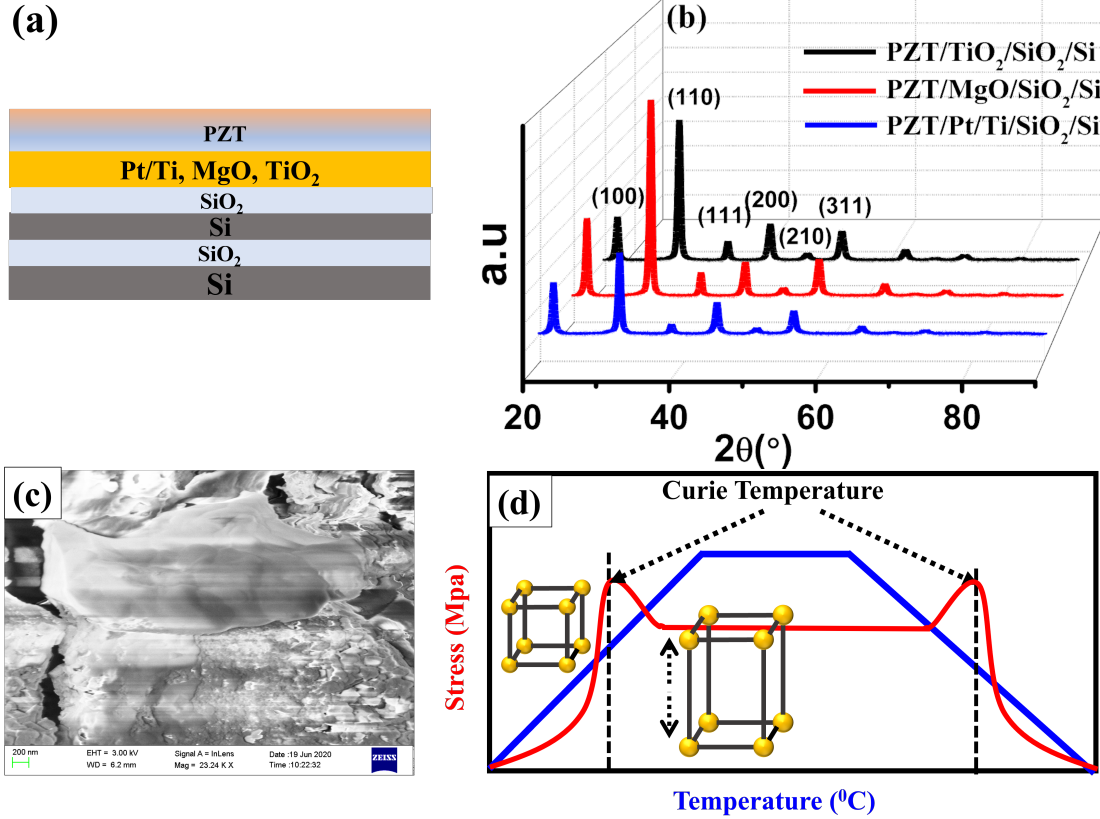 (a)
PZT
Pt/Ti, MgO, TiO₂
SiO₂
Si
SiO₂
Si
(b)
PZT/TiO₂/SiO₂/Si
PZT/MgO/SiO₂/Si
PZT/Pt/Ti/SiO₂/Si
(110)
(100)
(111)
(200)
(210)
(311)
a.u
20
40
60
80
2θ(°)
(c)
200 nm
EHT = 3.00 kV
WD = 6.2 mm
Signal A = InLens
Mag = 23.24 K X
Date :19 Jun 2020
Time :10:22:32
ZEISS
(d)
Curie Temperature
Stress (Mpa)
Temperature (⁰C)